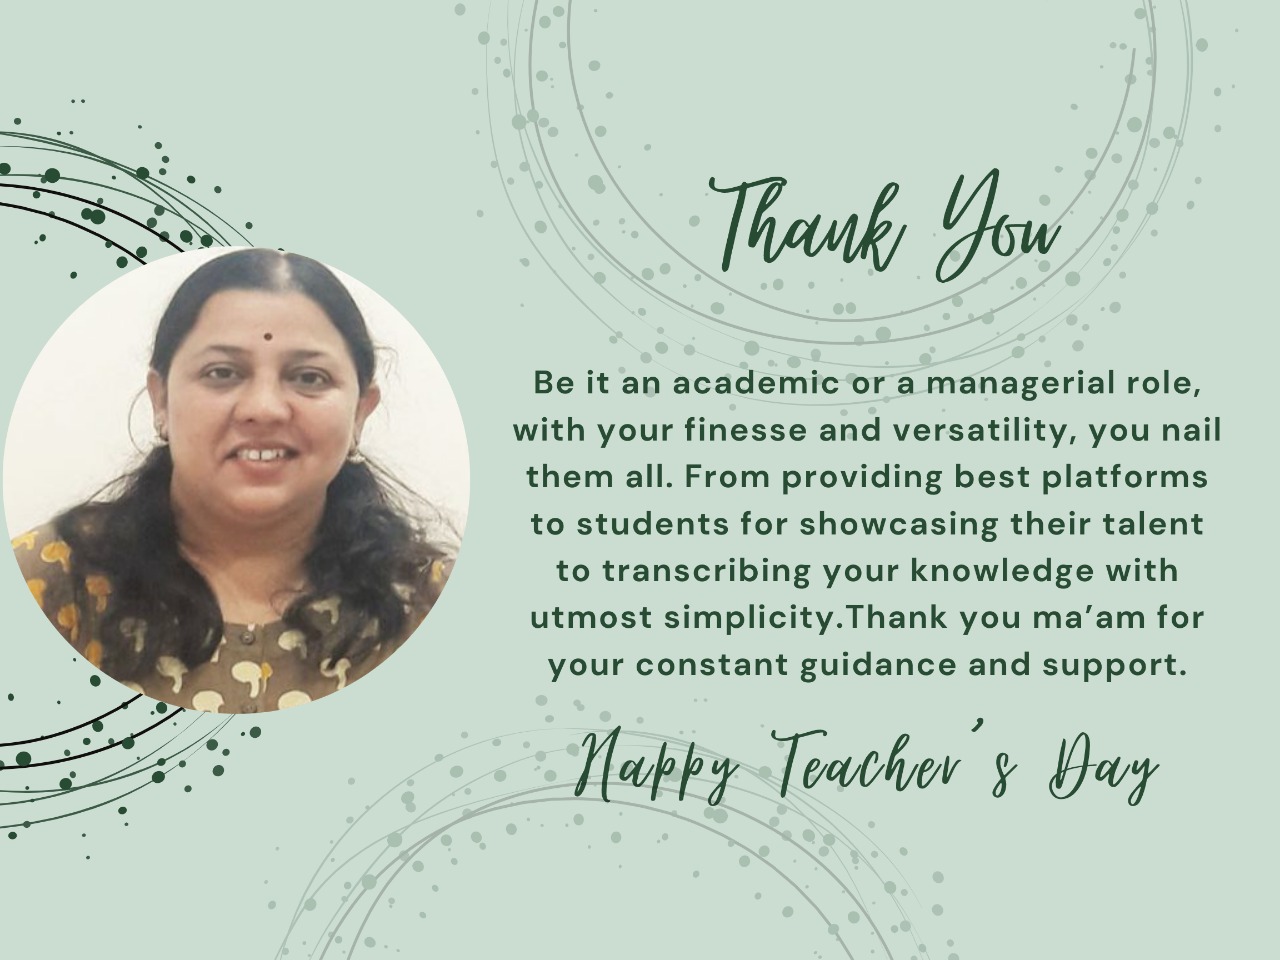 Thank You
Be it an academic or a managerial role,
with your finesse and versatility, you nail
them all. From providing best platforms
to students for showcasing their talent
to transcribing your knowledge with
utmost simplicity.Thank you ma’am for
your constant guidance and support.
Happy Teacher’s Day